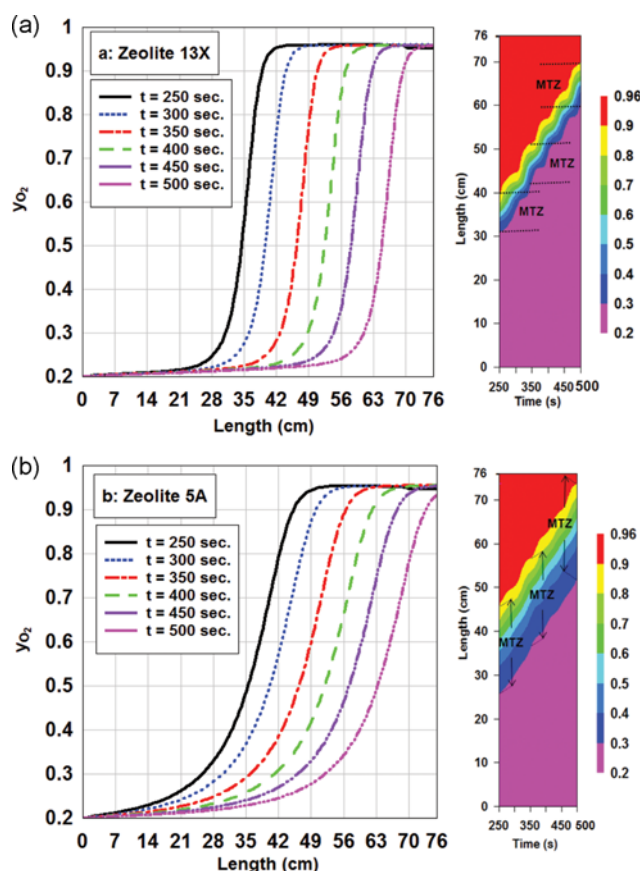 (a)
a: Zeolite 13X
t = 250 sec.
t = 300 sec.
t = 350 sec.
t = 400 sec.
t = 450 sec.
t = 500 sec.
yO₂
1
0.9
0.8
0.7
0.6
0.5
0.4
0.3
0.2
0 7 14 21 28 35 42 49 56 63 70 76
Length (cm)
MTZ
MTZ
MTZ
76
70
60
50
40
30
20
10
0
Length (cm)
250 350 450 500
Time (s)
0.96
0.9
0.8
0.7
0.6
0.5
0.4
0.3
0.2
(b)
b: Zeolite 5A
t = 250 sec.
t = 300 sec.
t = 350 sec.
t = 400 sec.
t = 450 sec.
t = 500 sec.
yO₂
1
0.9
0.8
0.7
0.6
0.5
0.4
0.3
0.2
0 7 14 21 28 35 42 49 56 63 70 76
Length (cm)
MTZ
MTZ
MTZ
76
70
60
50
40
30
20
10
0
Length (cm)
250 350 450 500
Time (s)
0.96
0.9
0.8
0.7
0.6
0.5
0.4
0.3
0.2